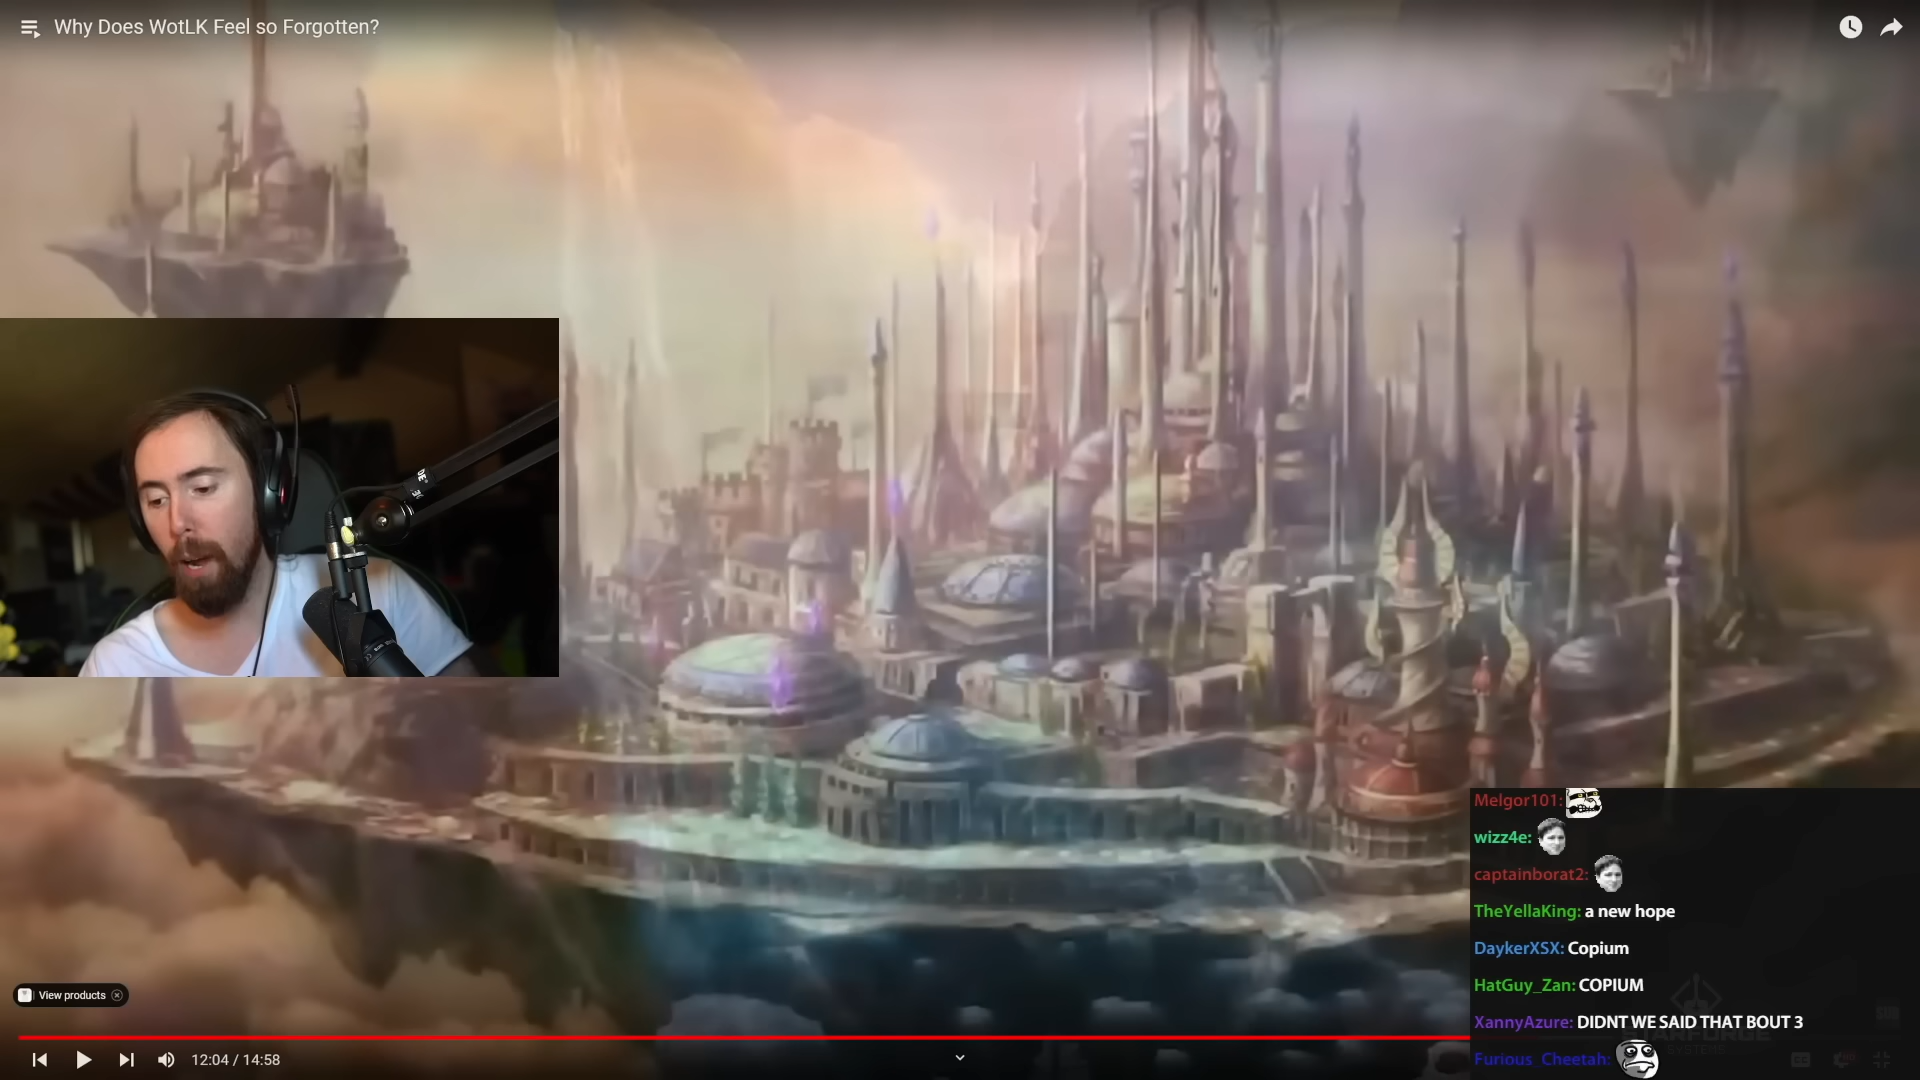 Why Does WotLK Feel so Forgotten?
Melgor101:
wizz4e:
captainborat2:
TheYellaKing: a new hope
DaykerXSX: Copium
HatGuy_Zan: COPIUM
View products
XannyAzure: DIDNT WE SAID THAT BOUT 3
12:04 / 14:58
Furious_Cheetah: